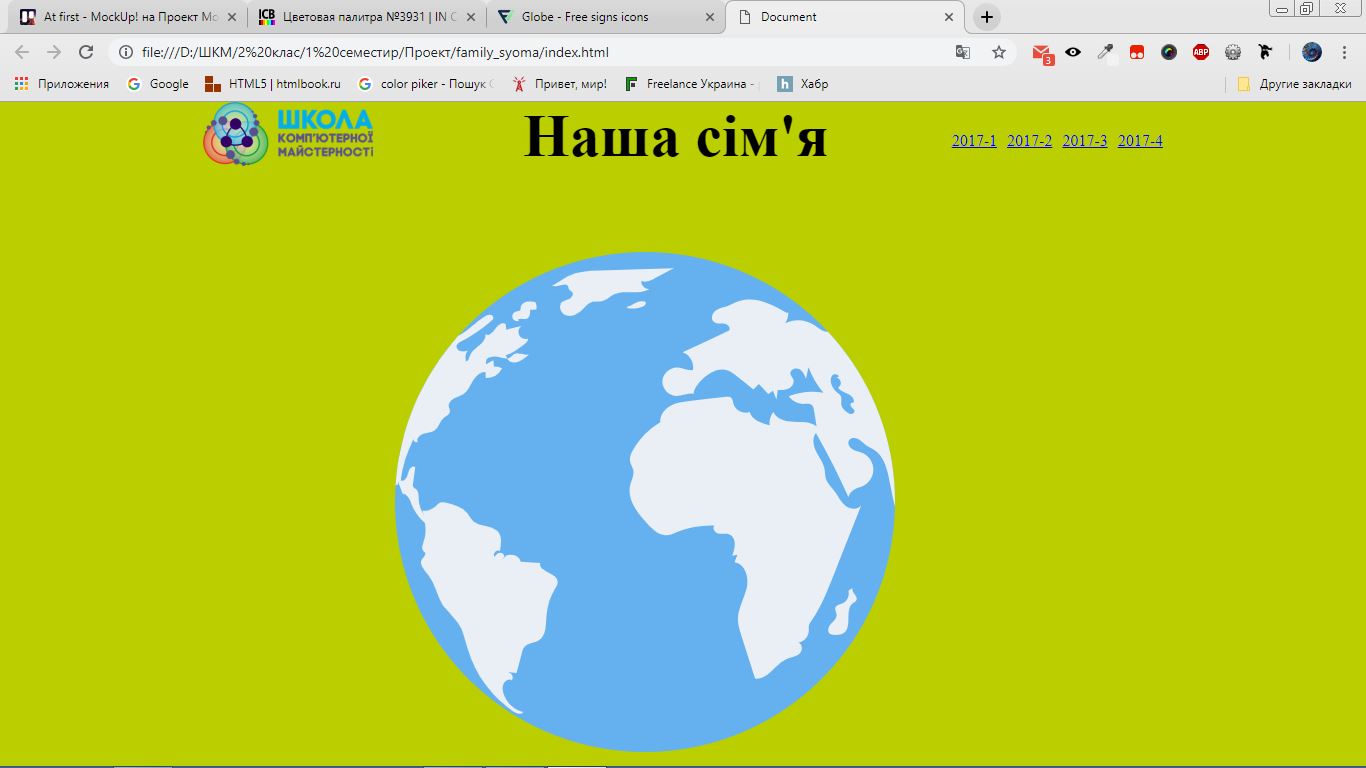 At first - MockUp! на Проект Мо
Цветовая палитра №3931 | IN C
Globe - Free signs icons
Document
file:///D:/ШКМ/2%20клас/1%20семестир/Проект/family_syoma/index.html
3
ABP
Приложения
Google
HTML5 | htmlbook.ru
color piker - Пошук G
Привет, мир!
Freelance Украина -
Хабр
Другие закладки
ШКОЛА
КОМП'ЮТЕРНОЇ
МАЙСТЕРНОСТІ
Наша сім'я
2017-1 2017-2 2017-3 2017-4